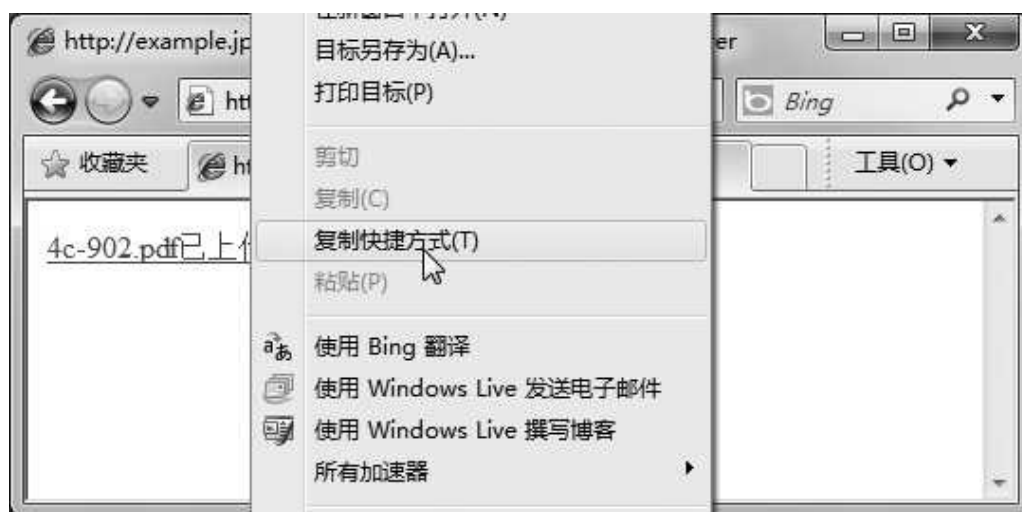 http://example.jp
er
目标另存为(A)...
打印目标(P)
htt
Bing
收藏夹
ht
工具(O)
剪切
复制(C)
复制快捷方式(T)
粘贴(P)
4c-902.pdf已上
使用 Bing 翻译
使用 Windows Live 发送电子邮件
使用 Windows Live 撰写博客
所有加速器